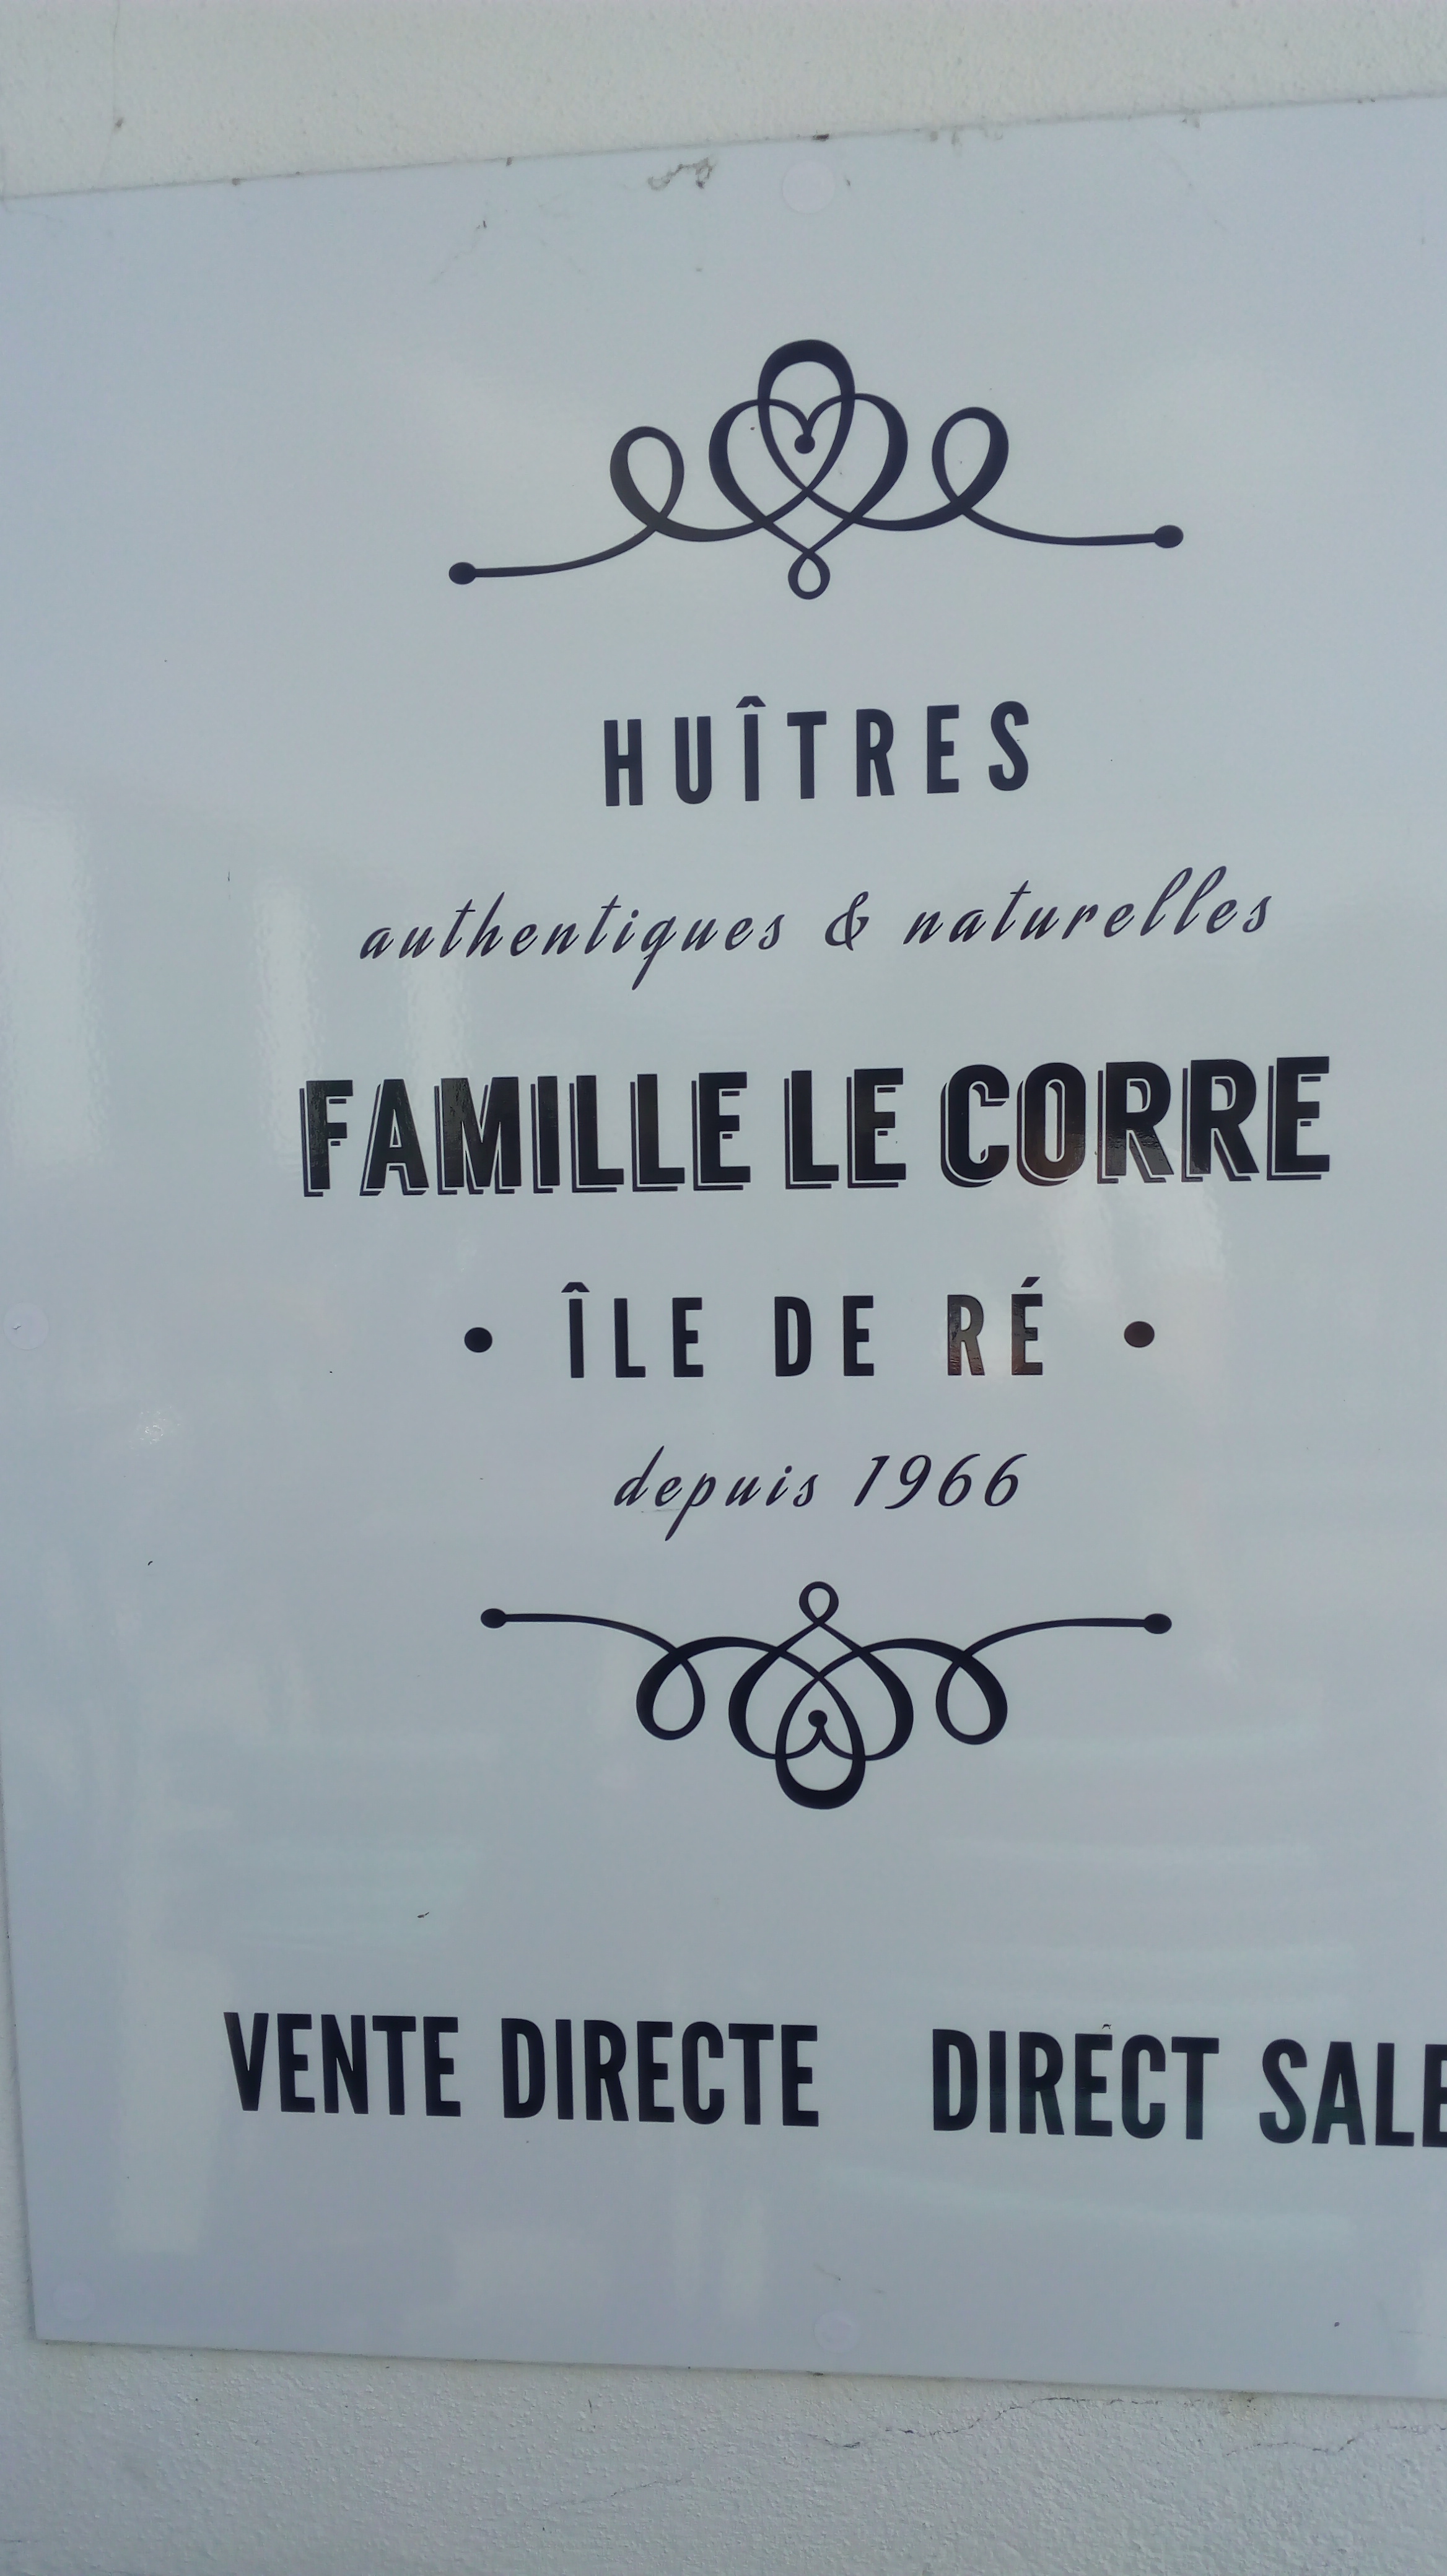 HUÎTRES
authentiques & naturelles
FAMILLE LE CORRE
• ÎLE DE RÉ •
depuis 1966
VENTE DIRECTE DIRECT SALE